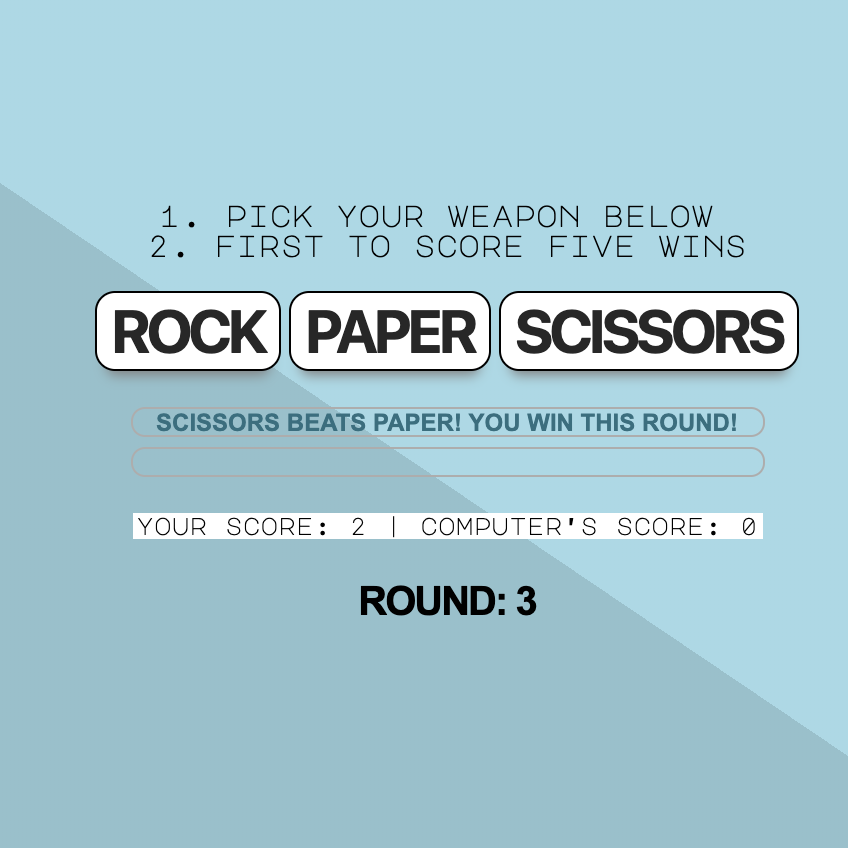 1. PICK YOUR WEAPON BELOW
2. FIRST TO SCORE FIVE WINS
ROCK PAPER SCISSORS
SCISSORS BEATS PAPER! YOU WIN THIS ROUND!
YOUR SCORE: 2 | COMPUTER'S SCORE: 0
ROUND: 3